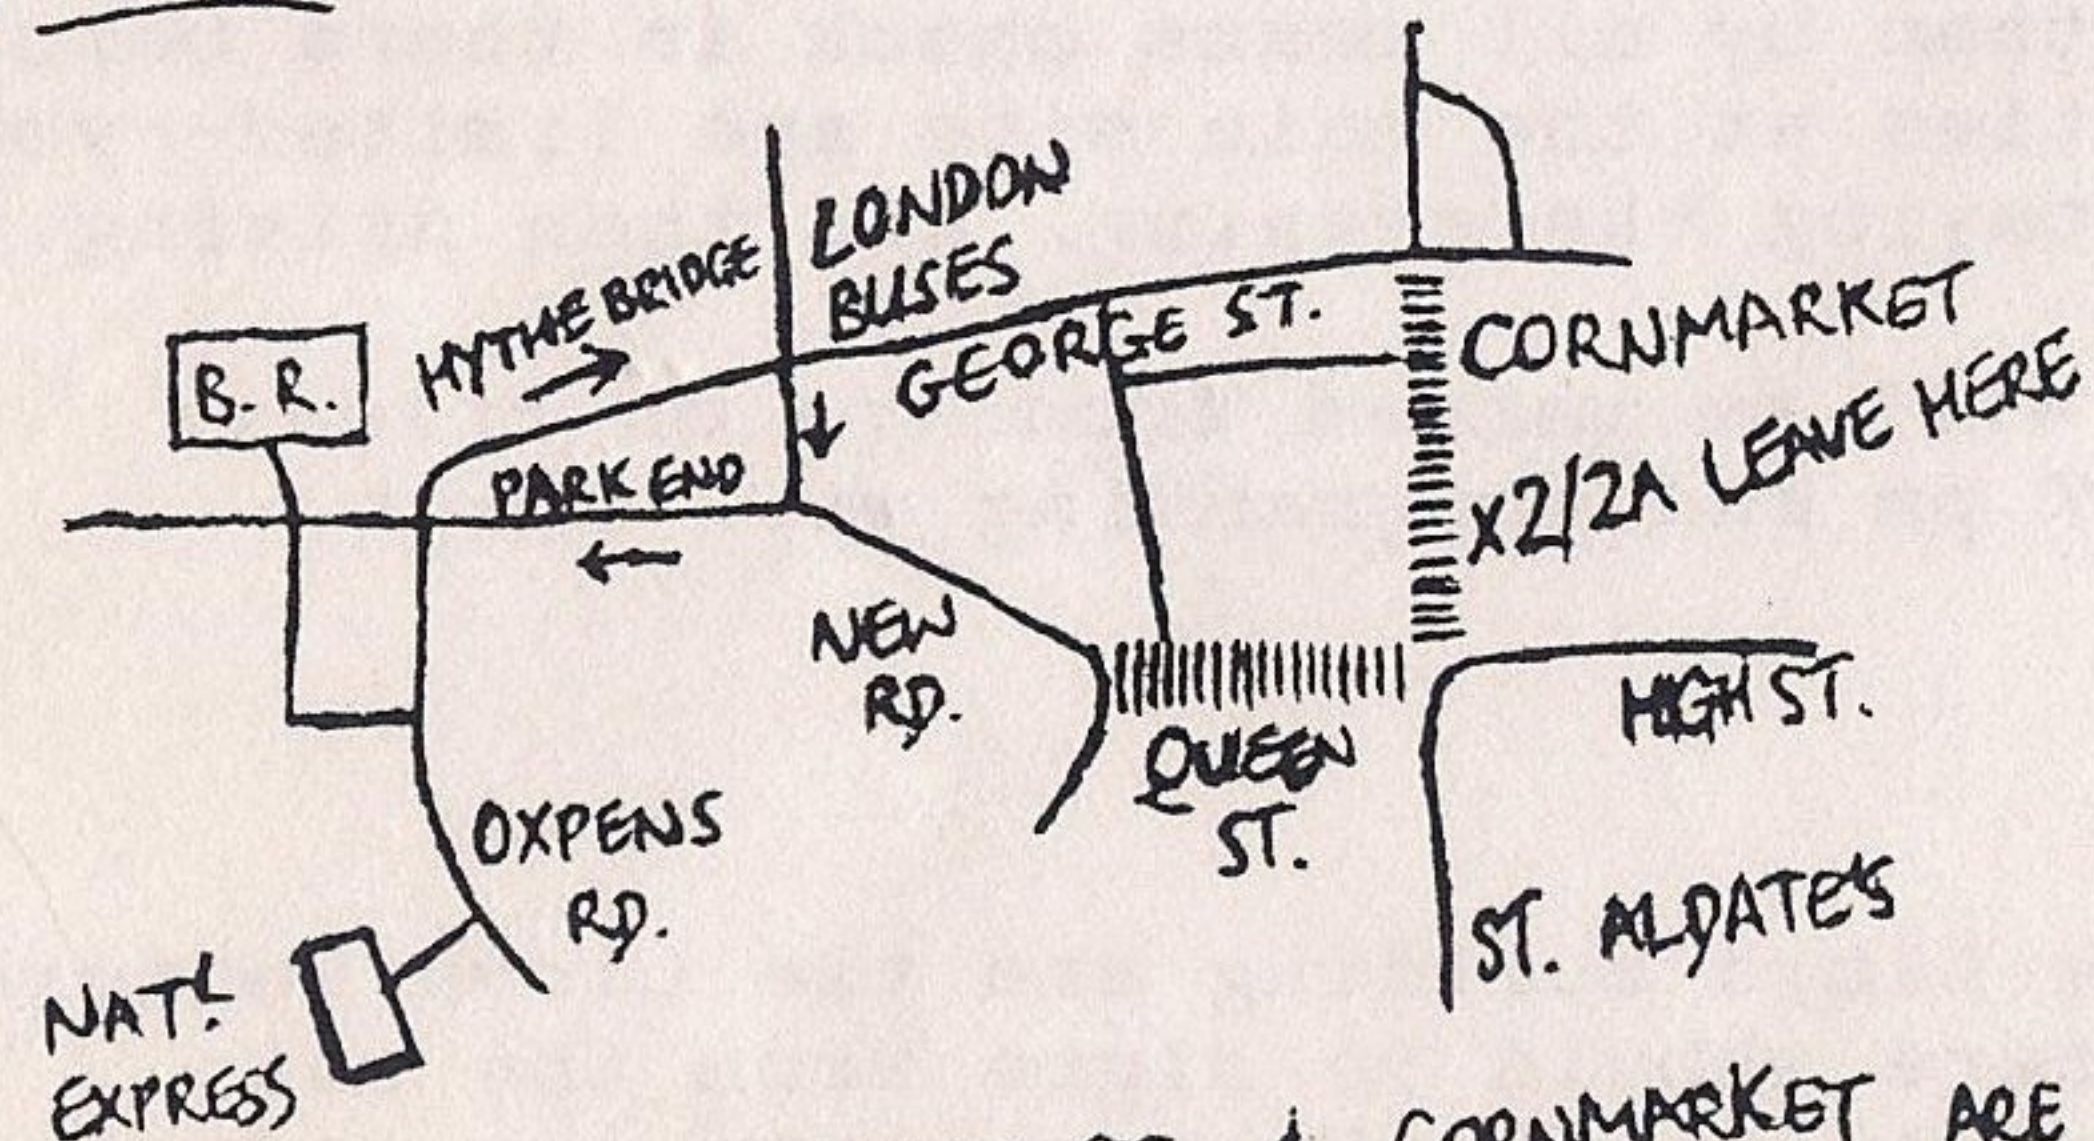 LONDON
BUSES
HYTHE BRIDGE
B.R.
GEORGE ST.
CORNMARKET
X2/2A LEAVE HERE
PARK END
NEW
RD.
HIGH ST.
QUEEN
ST.
OXPENS
RD.
ST. ALDATE'S
NAT'L
EXPRESS
CORNMARKET ARE